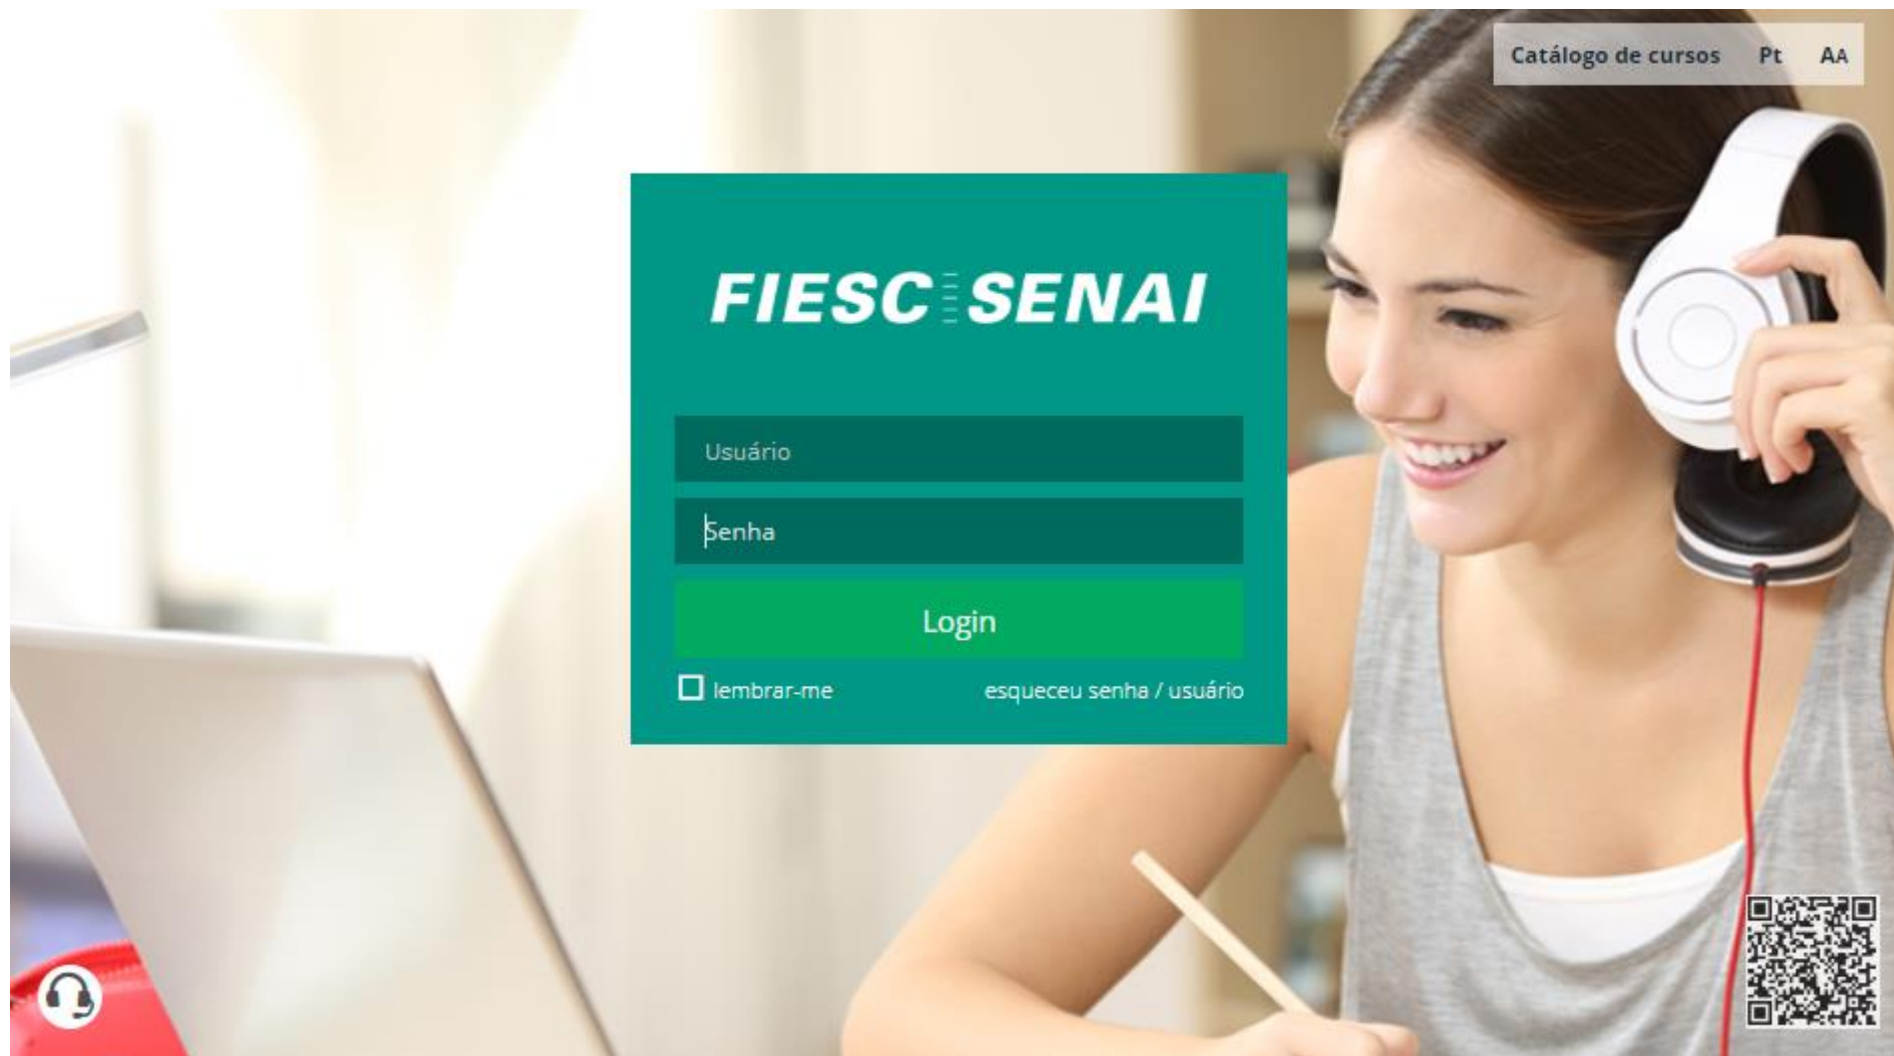 Catálogo de cursos Pt AA
FIESC SENAI
Usuário
Senha
Login
lembrar-me esqueceu senha / usuário